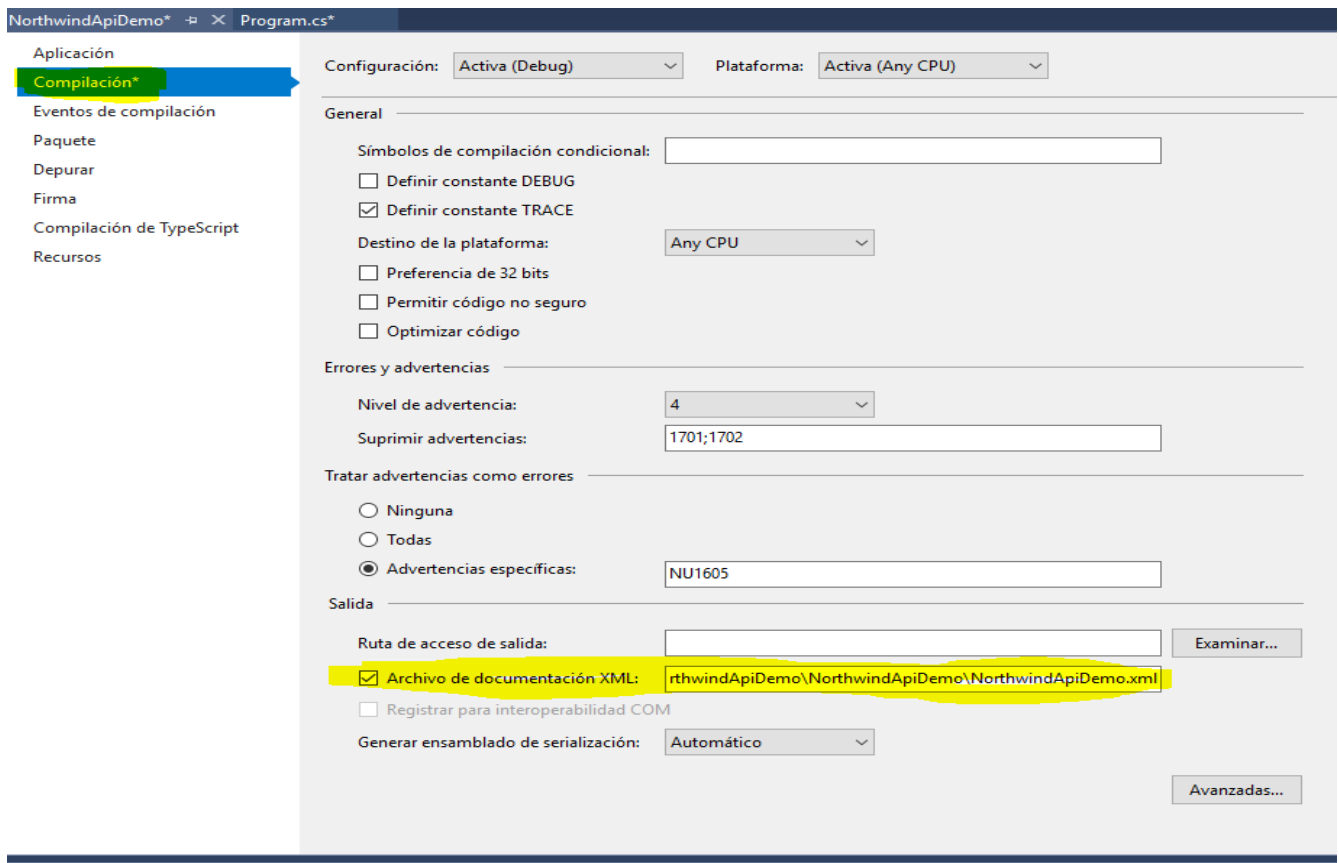 NorthwindApiDemo* Program.cs*
Aplicación
Compilación*
Eventos de compilación
Paquete
Depurar
Firma
Compilación de TypeScript
Recursos
Configuración: Activa (Debug) Plataforma: Activa (Any CPU)
General
Símbolos de compilación condicional:
Definir constante DEBUG
Definir constante TRACE
Destino de la plataforma: Any CPU
Preferencia de 32 bits
Permitir código no seguro
Optimizar código
Errores y advertencias
Nivel de advertencia: 4
Suprimir advertencias: 1701;1702
Tratar advertencias como errores
Ninguna
Todas
Advertencias específicas: NU1605
Salida
Ruta de acceso de salida: Examinar...
Archivo de documentación XML: rthwindApiDemo\NorthwindApiDemo\NorthwindApiDemo.xml
Registrar para interoperabilidad COM
Generar ensamblado de serialización: Automático
Avanzadas...